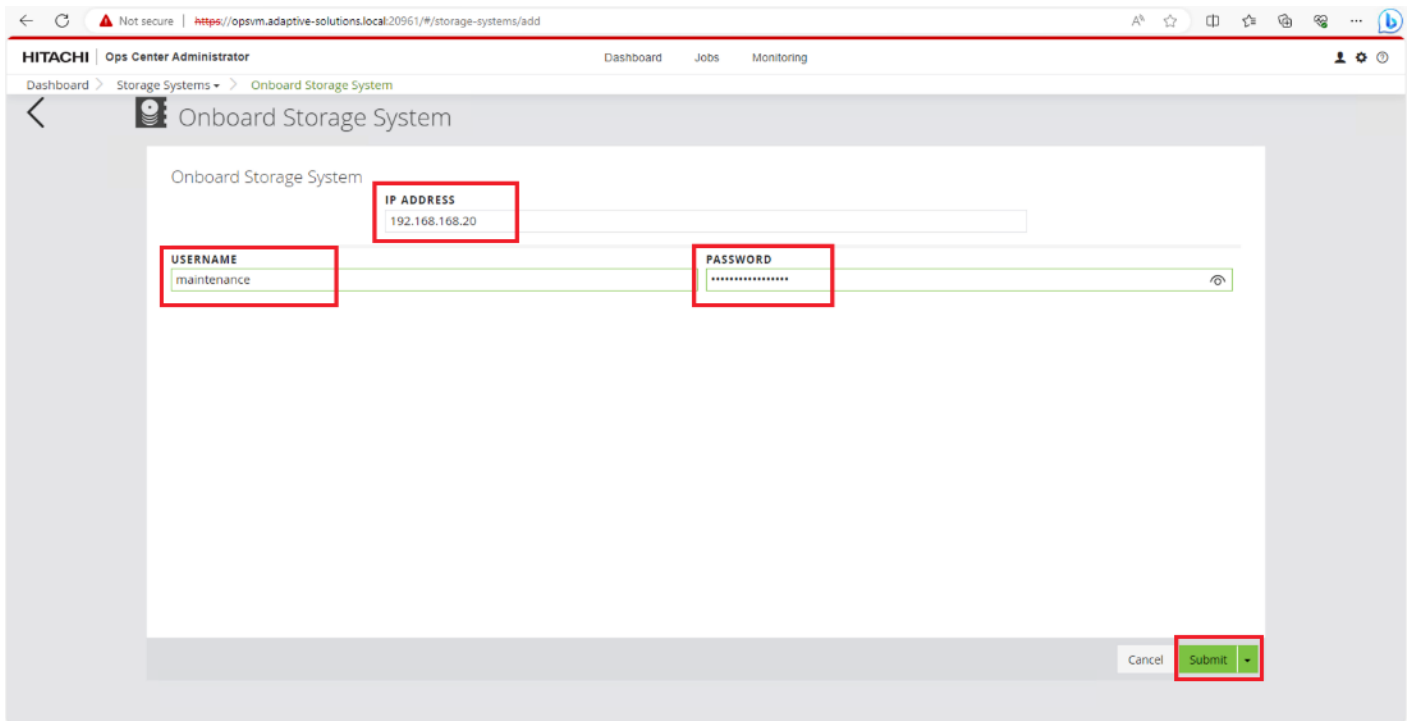 Not secure | https://opsvm.adaptive-solutions.local:20961/#/storage-systems/add
HITACHI | Ops Center Administrator Dashboard Jobs Monitoring
Dashboard Storage Systems Onboard Storage System
Onboard Storage System
Onboard Storage System
IP ADDRESS
192.168.168.20
USERNAME PASSWORD
maintenance •••••••••••••••••
Cancel Submit